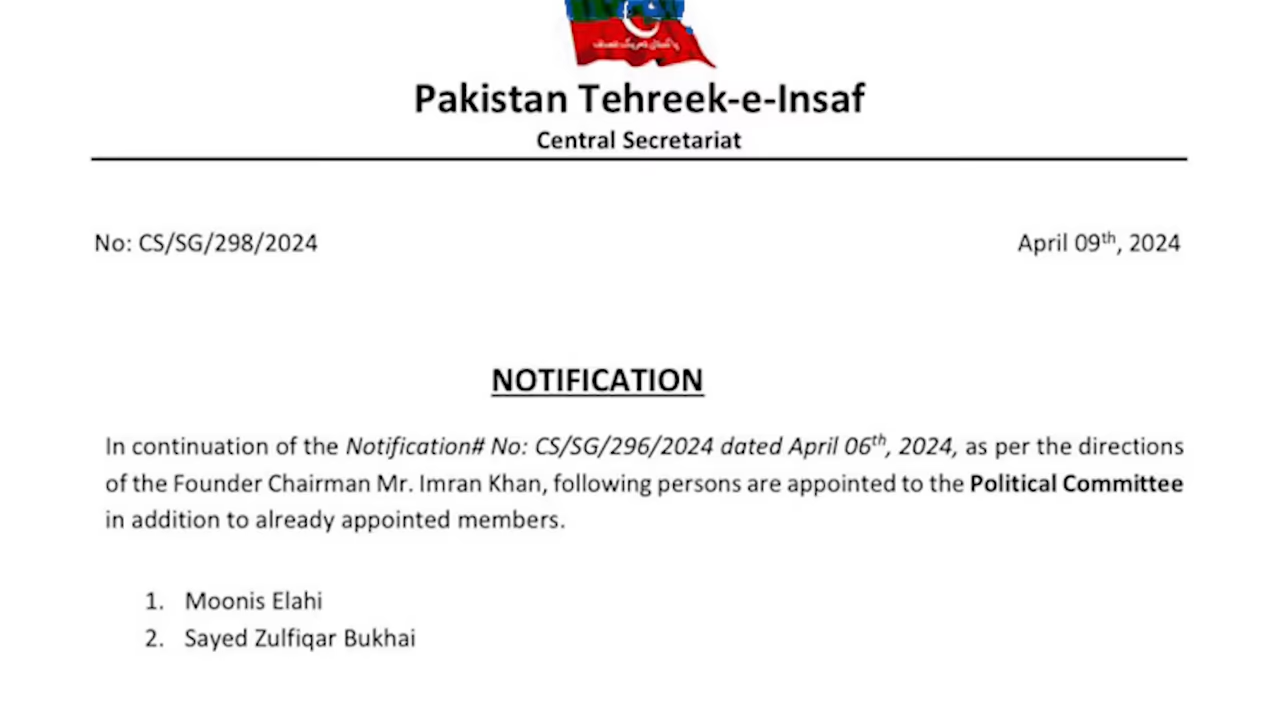 پاکستان تحریک انصاف
Pakistan Tehreek-e-Insaf
Central Secretariat
No: CS/SG/298/2024
April 09th, 2024
NOTIFICATION
In continuation of the Notification# No: CS/SG/296/2024 dated April 06th, 2024, as per the directions
of the Founder Chairman Mr. Imran Khan, following persons are appointed to the Political Committee
in addition to already appointed members.
1. Moonis Elahi
2. Sayed Zulfiqar Bukhai